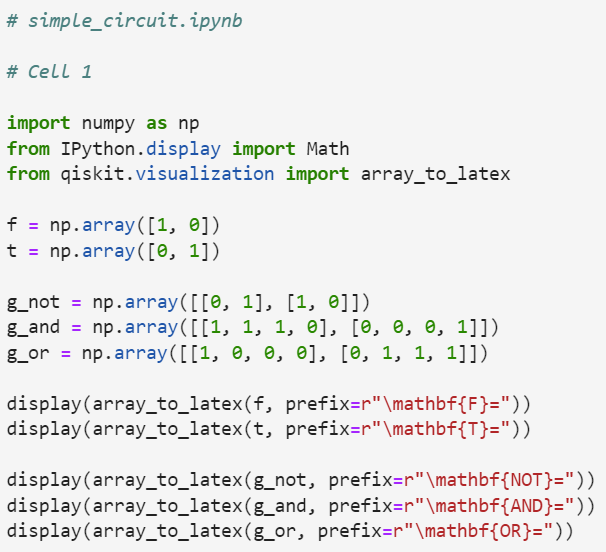 # simple_circuit.ipynb
# Cell 1
import numpy as np
from IPython.display import Math
from qiskit.visualization import array_to_latex
f = np.array([1, 0])
t = np.array([0, 1])
g_not = np.array([[0, 1], [1, 0]])
g_and = np.array([[1, 1, 1, 0], [0, 0, 0, 1]])
g_or = np.array([[1, 0, 0, 0], [0, 1, 1, 1]])
display(array_to_latex(f, prefix=r"\mathbf{F}="))
display(array_to_latex(t, prefix=r"\mathbf{T}="))
display(array_to_latex(g_not, prefix=r"\mathbf{NOT}="))
display(array_to_latex(g_and, prefix=r"\mathbf{AND}="))
display(array_to_latex(g_or, prefix=r"\mathbf{OR}="))